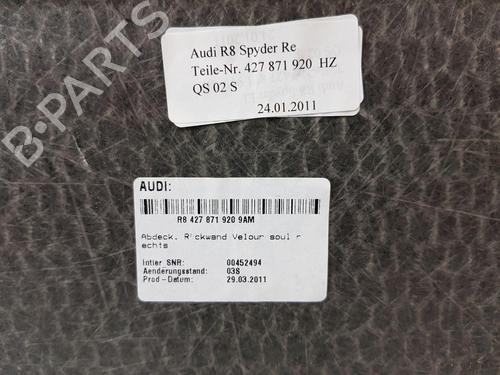 Audi R8 Spyder Re
Teile-Nr. 427 871 920 HZ
QS 02 S
24.01.2011
B-PARTS
AUDI:
R8 427 871 920 9AM
Abdeck. Rückwand Velour soul r
echts
Intier SNR: 00452494
Aenderungsstand: 03S
Prod-Datum: 29.03.2011